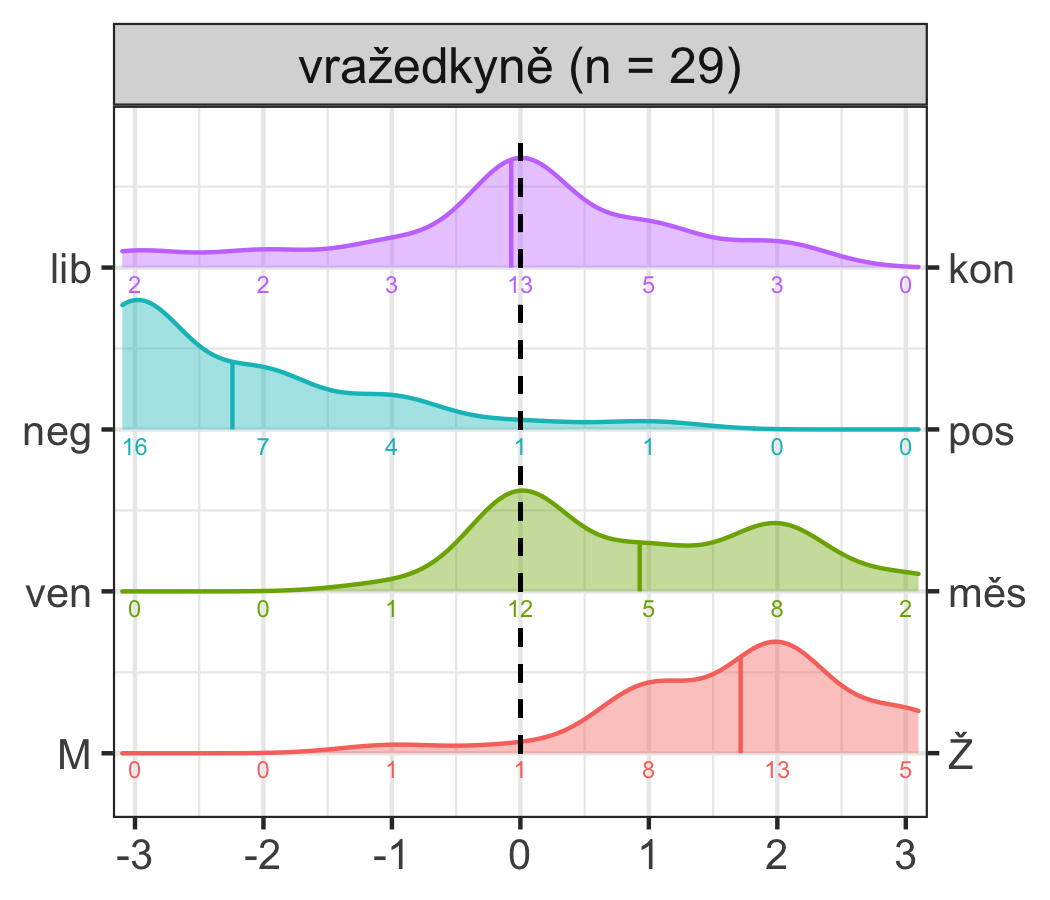 vražedkyně (n = 29)
lib kon
2 2 3 13 5 3 0
neg pos
16 7 4 1 1 0 0
ven měs
0 0 1 12 5 8 2
M Ž
0 0 1 1 8 13 5
-3 -2 -1 0 1 2 3